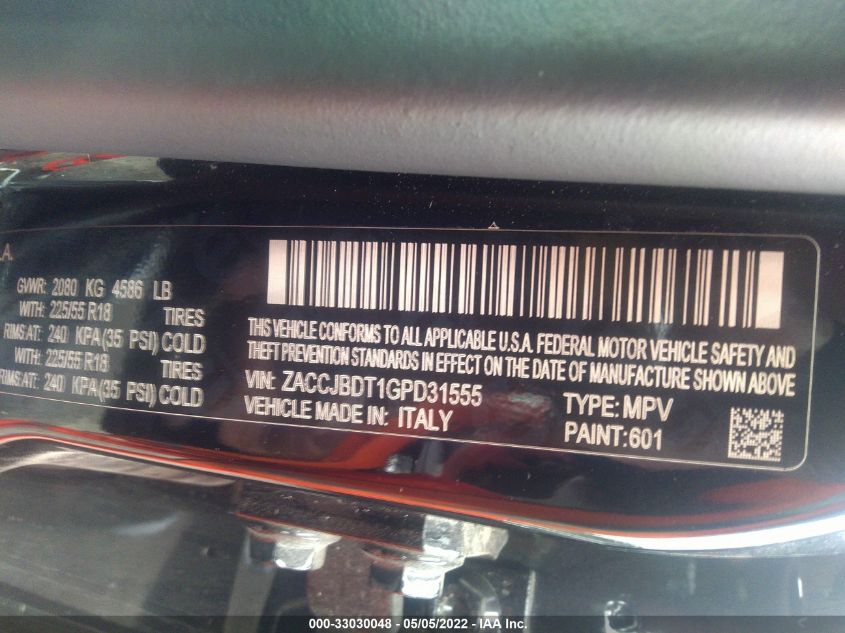 .A.
GVWR: 2080 KG 4586 LB
WITH: 225/55 R18 TIRES
RIMS AT: 240 KPA (35 PSI) COLD
WITH: 225/55 R18 TIRES
RIMS AT: 240 KPA (35 PSI) COLD
THIS VEHICLE CONFORMS TO ALL APPLICABLE U.S.A. FEDERAL MOTOR VEHICLE SAFETY AND
THEFT PREVENTION STANDARDS IN EFFECT ON THE DATE OF MANUFACTURE SHOWN ABOVE
VIN: ZACCJBDT1GPD31555 TYPE: MPV
VEHICLE MADE IN: ITALY PAINT:601
000-33030048 - 05/05/2022 - IAA Inc.